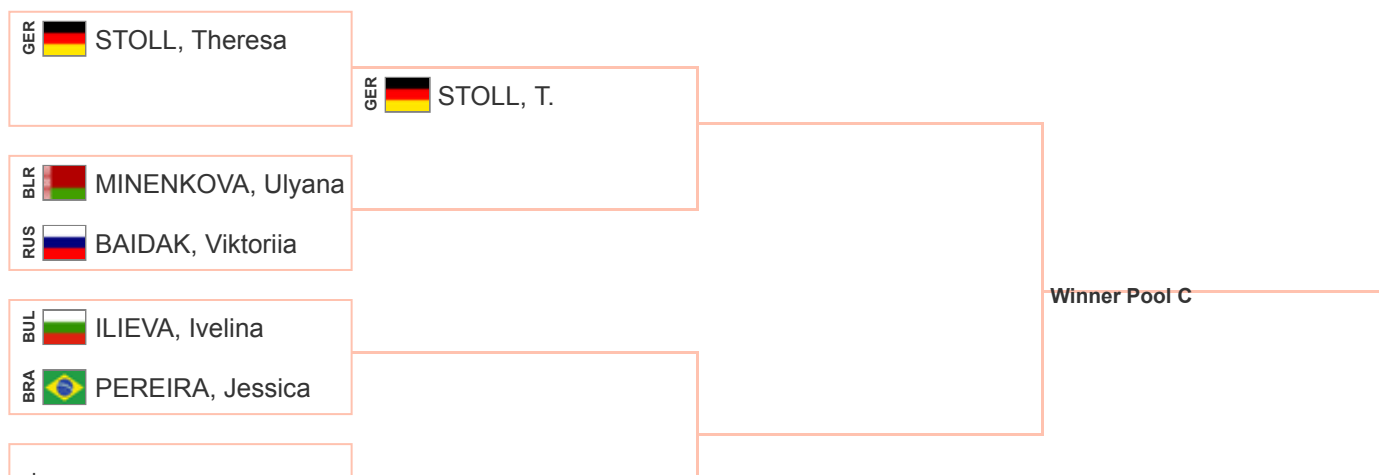 GER STOLL, Theresa
GER STOLL, T.
BLR MINENKOVA, Ulyana
RUS BAIDAK, Viktoriia
Winner Pool C
BUL ILIEVA, Ivelina
BRA PEREIRA, Jessica